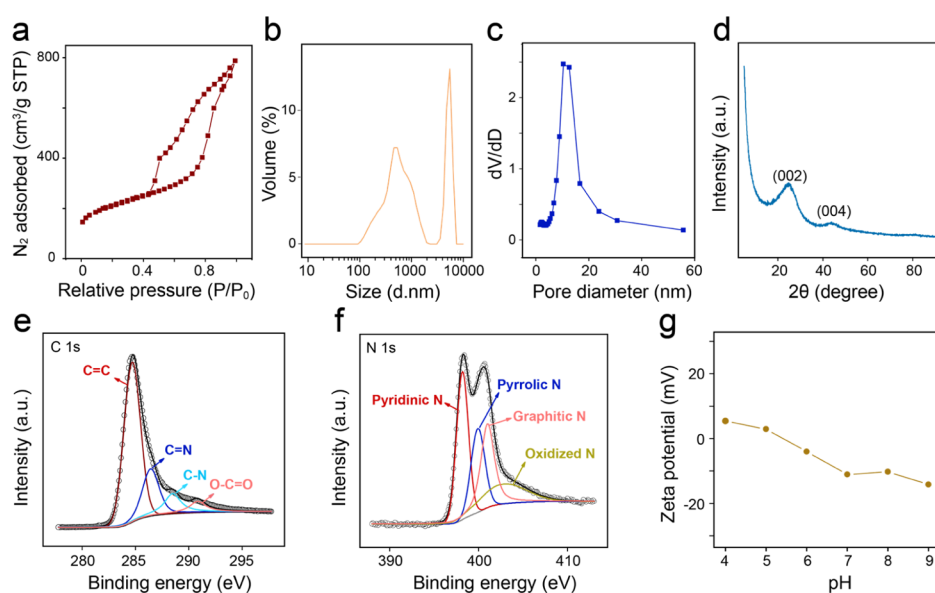 a
800
400
0
0
0.4
0.8
N₂ adsorbed (cm³/g STP)
Relative pressure (P/P₀)
b
10
5
0
10
100
1000
10000
Volume (%)
Size (d.nm)
c
2
1
0
0
20
40
60
dV/dD
Pore diameter (nm)
d
(002)
(004)
0
40
80
Intensity (a.u.)
2θ (degree)
e
C 1s
C=C
C=N
C-N
O-C=O
280
285
290
295
Intensity (a.u.)
Binding energy (eV)
f
N 1s
Pyridinic N
Pyrrolic N
Graphitic N
Oxidized N
390
400
410
Intensity (a.u.)
Binding energy (eV)
g
20
0
-20
4
5
6
7
8
9
Zeta potential (mV)
pH